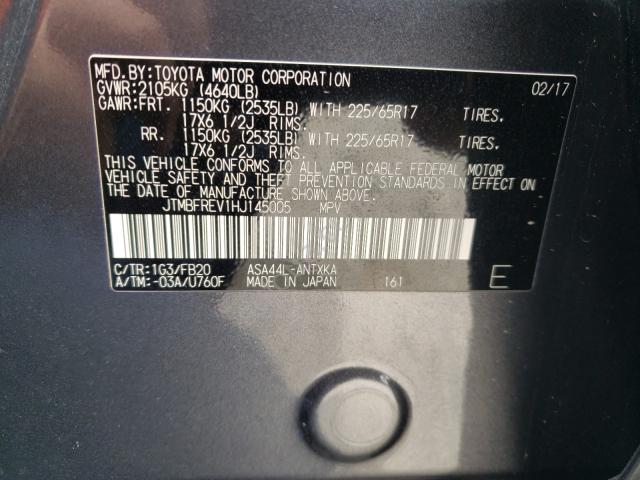 MFD.BY:TOYOTA MOTOR CORPORATION 02/17
GVWR:2105KG (4640LB)
GAWR:FRT. 1150KG (2535LB) WITH 225/65R17 TIRES.
17X6 1/2J RIMS.
RR. 1150KG (2535LB) WITH 225/65R17 TIRES.
17X6 1/2J RIMS.
THIS VEHICLE CONFORMS TO ALL APPLICABLE FEDERAL MOTOR
VEHICLE SAFETY AND THEFT PREVENTION STANDARDS IN EFFECT ON
THE DATE OF MANUFACTURE SHOWN ABOVE.
JTMBFREV1HJ145005 MPV
C/TR:1G3/FB20 ASA44L-ANTXKA
A/TM:-03A/U760F MADE IN JAPAN 161 E